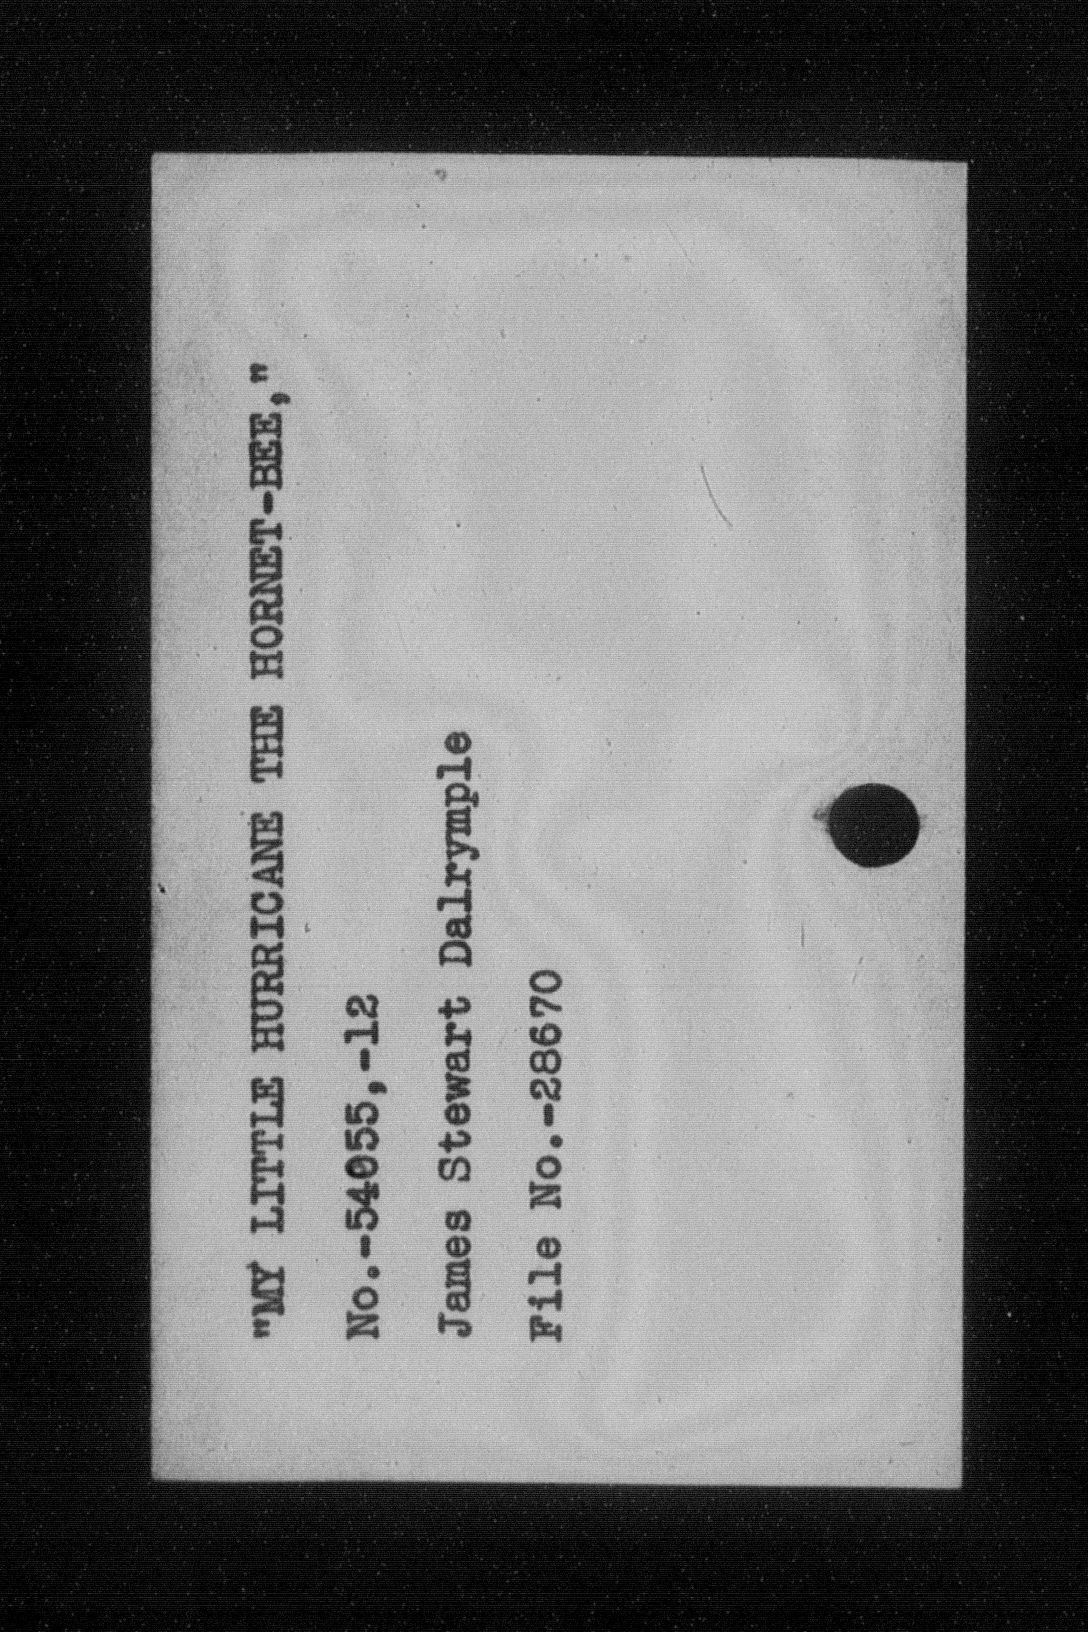 "MY LITTLE HURRICANE THE HORNET-BEE,"
No.-54055,-12
James Stewart Dalrymple
File No.-28670